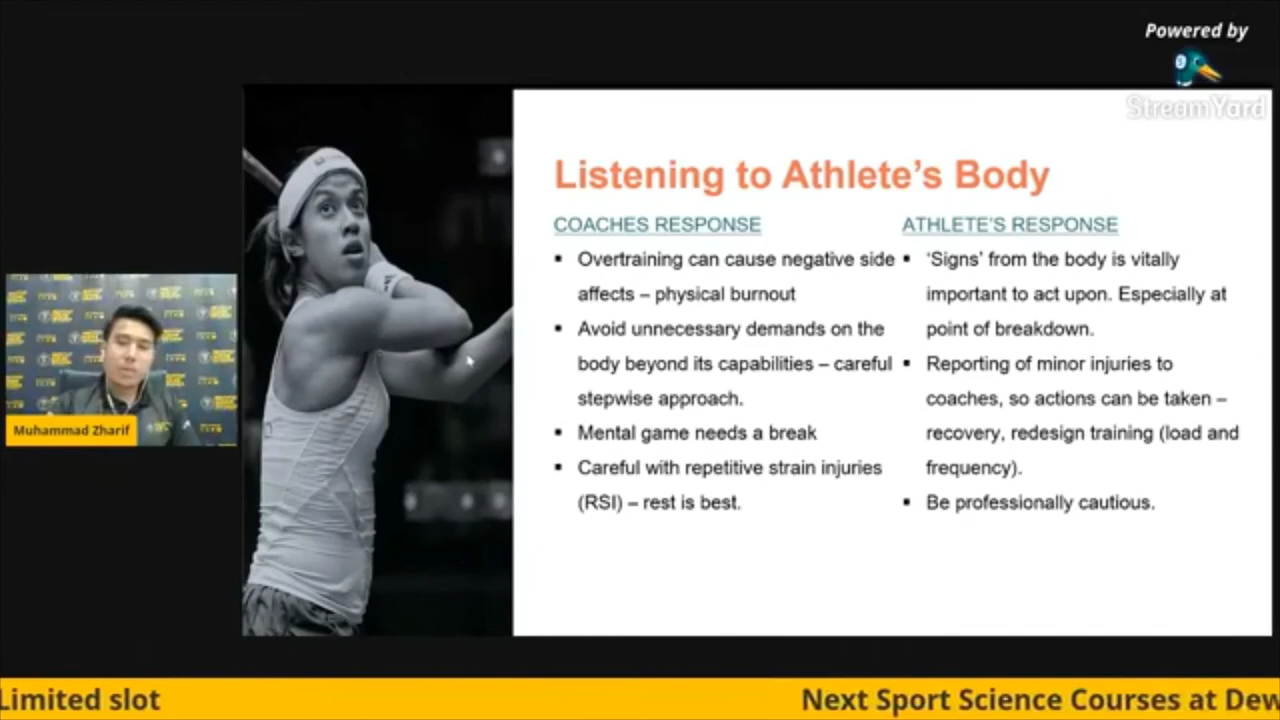 Powered by
StreamYard
Listening to Athlete's Body
COACHES RESPONSE
▪ Overtraining can cause negative side
affects – physical burnout
▪ Avoid unnecessary demands on the
body beyond its capabilities – careful
stepwise approach.
▪ Mental game needs a break
▪ Careful with repetitive strain injuries
(RSI) – rest is best.
ATHLETE'S RESPONSE
▪ ‘Signs’ from the body is vitally
important to act upon. Especially at
point of breakdown.
▪ Reporting of minor injuries to
coaches, so actions can be taken –
recovery, redesign training (load and
frequency).
▪ Be professionally cautious.
Muhammad Zharif
Limited slot
Next Sport Science Courses at Dew